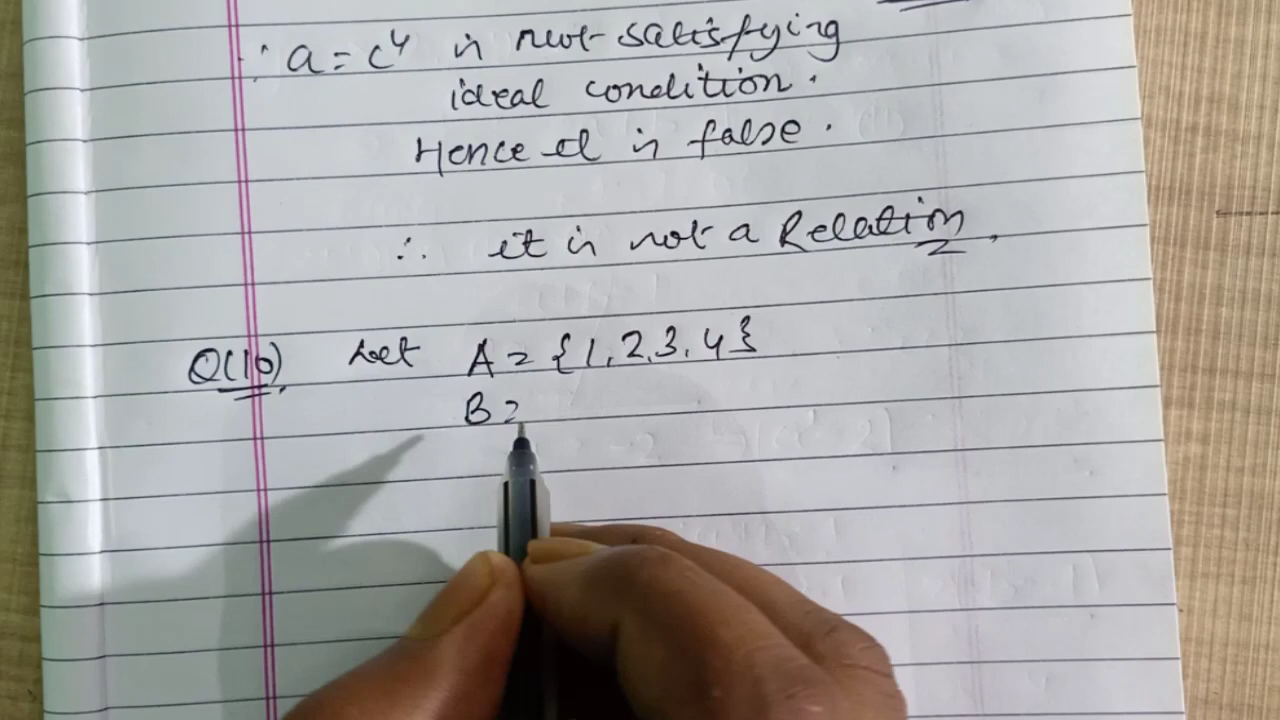 ∴ a = c⁴ is not satisfying
ideal condition.
Hence it is false.
∴ it is not a Relation.
Q(10) Let A = {1, 2, 3, 4}
B =